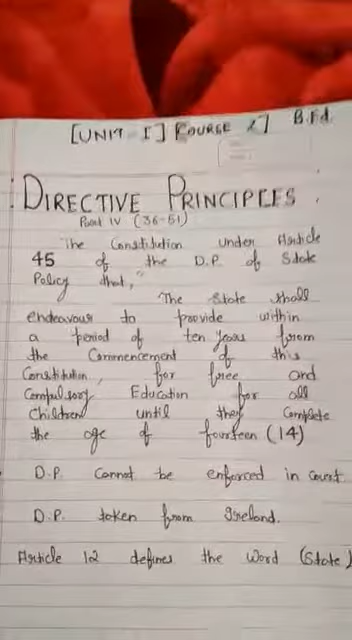 [UNIT - I] COURSE 2] B.Ed.
DIRECTIVE PRINCIPLES
Part IV (36-51)
The Constitution under Article
45 of the D.P. of State
Policy that,
"The State shall
endeavour to provide within
a period of ten years from
the Commencement of this
Constitution, for free and
Compulsory Education for all
Children until they Complete
the age of fourteen (14)
D.P. Cannot be enforced in court
D.P. taken from Ireland.
Article 12 defines the Word (State)